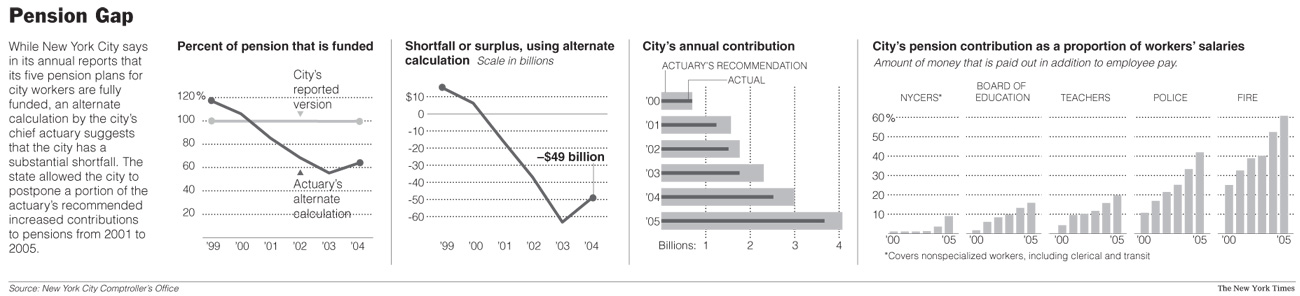 Pension Gap
While New York City says
in its annual reports that
its five pension plans for
city workers are fully
funded, an alternate
calculation by the city's
chief actuary suggests
that the city has a
substantial shortfall. The
state allowed the city to
postpone a portion of the
actuary's recommended
increased contributions
to pensions from 2001 to
2005.
Percent of pension that is funded
City's
reported
version
120%
100
80
60
40
20
Actuary's
alternate
calculation
'99 '00 '01 '02 '03 '04
Shortfall or surplus, using alternate
calculation Scale in billions
$10
0
-10
-20
-30
-40
-50
-60
–$49 billion
'99 '00 '01 '02 '03 '04
City's annual contribution
ACTUARY'S RECOMMENDATION
ACTUAL
'00
'01
'02
'03
'04
'05
Billions: 1 2 3 4
City's pension contribution as a proportion of workers' salaries
Amount of money that is paid out in addition to employee pay.
NYCERS*
BOARD OF
EDUCATION
TEACHERS
POLICE
FIRE
60%
50
40
30
20
10
'00 '05 '00 '05 '00 '05 '00 '05 '00 '05
*Covers nonspecialized workers, including clerical and transit
Source: New York City Comptroller's Office
The New York Times